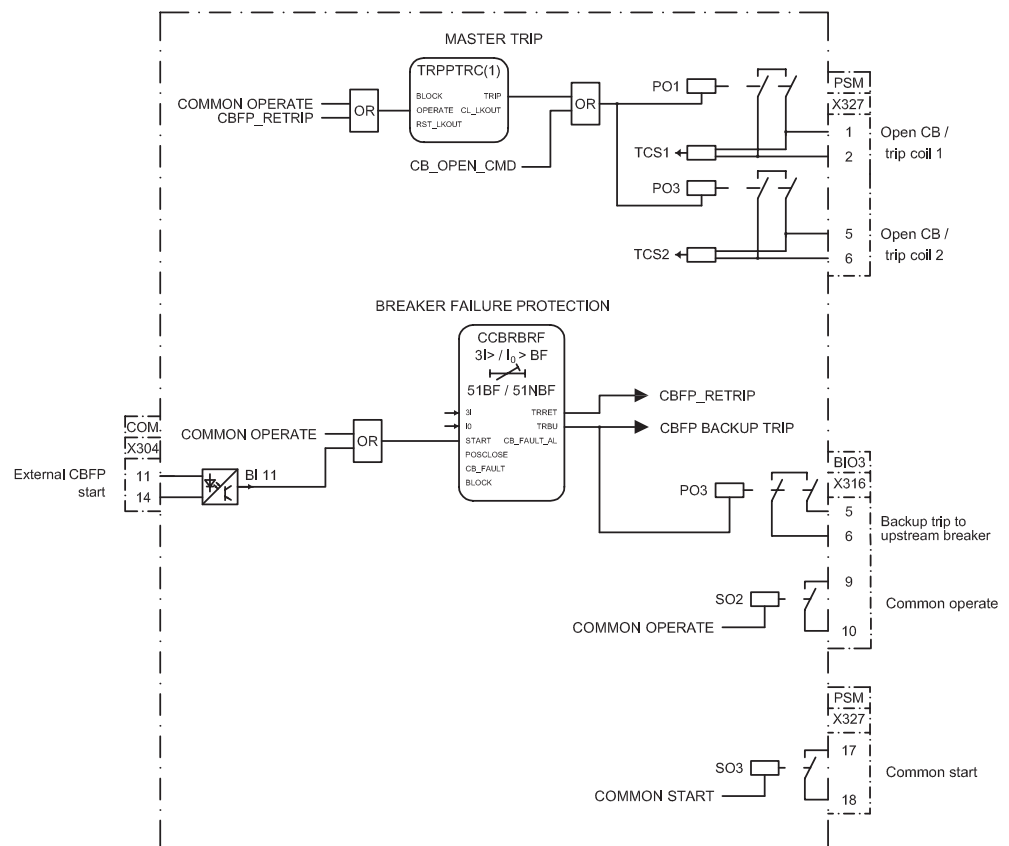 MASTER TRIP
TRPPTRC(1)
BLOCK TRIP
OPERATE CL_LKOUT
RST_LKOUT
COMMON OPERATE
CBFP_RETRIP
OR
OR
CB_OPEN_CMD
PO1
TCS1
PO3
TCS2
PSM
X327
1
2
Open CB /
trip coil 1
5
6
Open CB /
trip coil 2
BREAKER FAILURE PROTECTION
CCBRBRF
3I> / I0 > BF
51BF / 51NBF
3I TRRET
I0 TRBU
START CB_FAULT_AL
POSCLOSE
CB_FAULT
BLOCK
CBFP_RETRIP
CBFP BACKUP TRIP
COMMON OPERATE
OR
COM
X304
External CBFP
start
11
14
BI 11
PO3
BIO3
X316
5
6
Backup trip to
upstream breaker
SO2
COMMON OPERATE
9
10
Common operate
PSM
X327
SO3
COMMON START
17
18
Common start